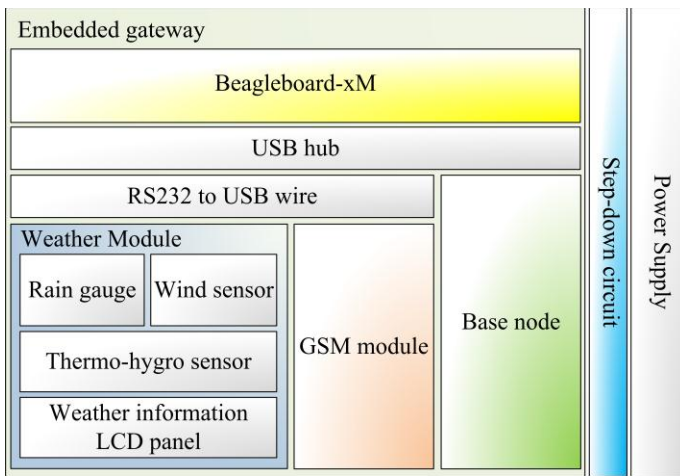 Embedded gateway
Beagleboard-xM
USB hub
RS232 to USB wire
Weather Module
Rain gauge
Wind sensor
Thermo-hygro sensor
Weather information
LCD panel
GSM module
Base node
Step-down circuit
Power Supply